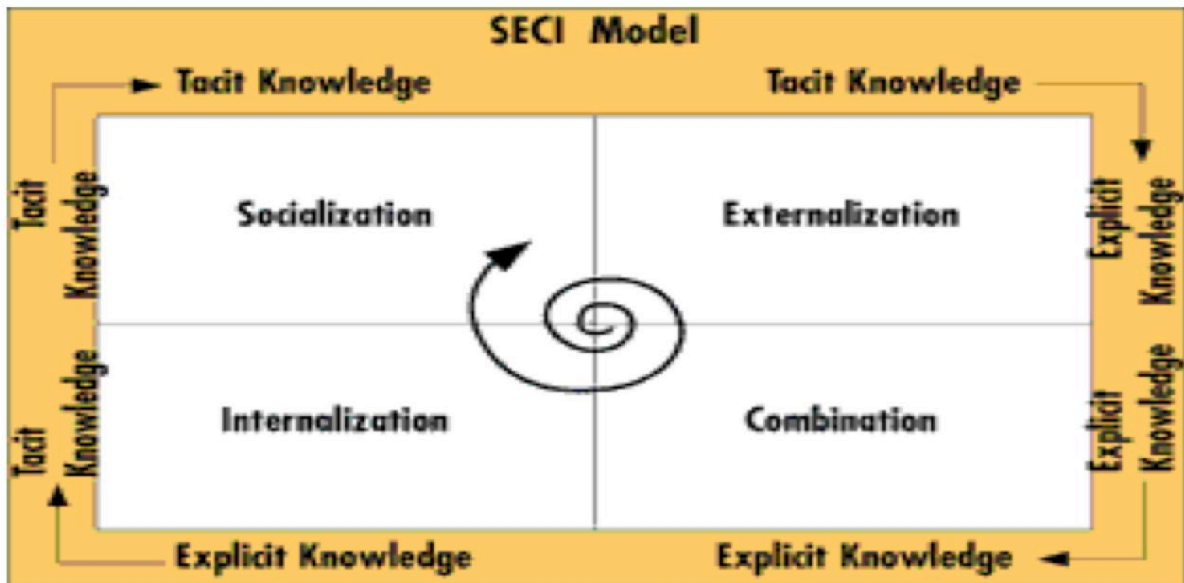 SECI Model
Tacit Knowledge
Tacit Knowledge
Tacit
Knowledge
Socialization
Externalization
Explicit
Knowledge
Tacit
Knowledge
Internalization
Combination
Explicit
Knowledge
Explicit Knowledge
Explicit Knowledge